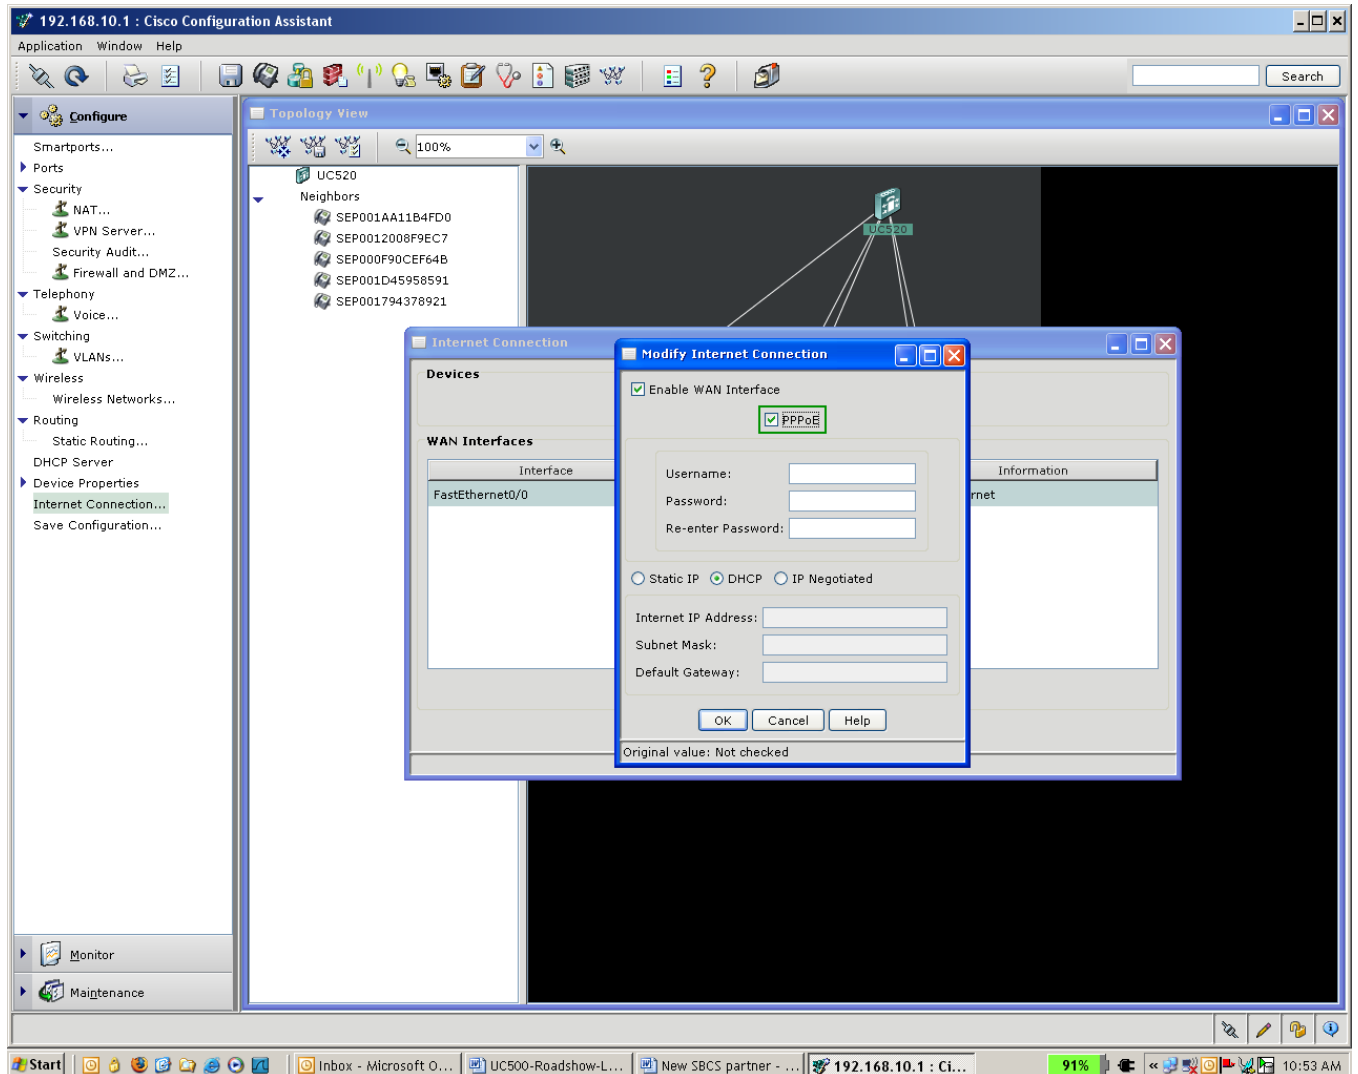 192.168.10.1 : Cisco Configuration Assistant
Application Window Help
Search
Configure
Smartports...
Ports
Security
NAT...
VPN Server...
Security Audit...
Firewall and DMZ...
Telephony
Voice...
Switching
VLANs...
Wireless
Wireless Networks...
Routing
Static Routing...
DHCP Server
Device Properties
Internet Connection...
Save Configuration...
Monitor
Maintenance
Topology View
100%
UC520
Neighbors
SEP001AA11B4FD0
SEP0012008F9EC7
SEP000F90CEF64B
SEP001D45958591
SEP001794378921
UC520
Internet Connection
Devices
WAN Interfaces
Interface
Information
FastEthernet0/0
rnet
Modify Internet Connection
Enable WAN Interface
PPPoE
Username:
Password:
Re-enter Password:
Static IP DHCP IP Negotiated
Internet IP Address:
Subnet Mask:
Default Gateway:
OK Cancel Help
Original value: Not checked
Start
Inbox - Microsoft O...
UC500-Roadshow-L...
New SBCS partner - ...
192.168.10.1 : Ci...
91%
10:53 AM